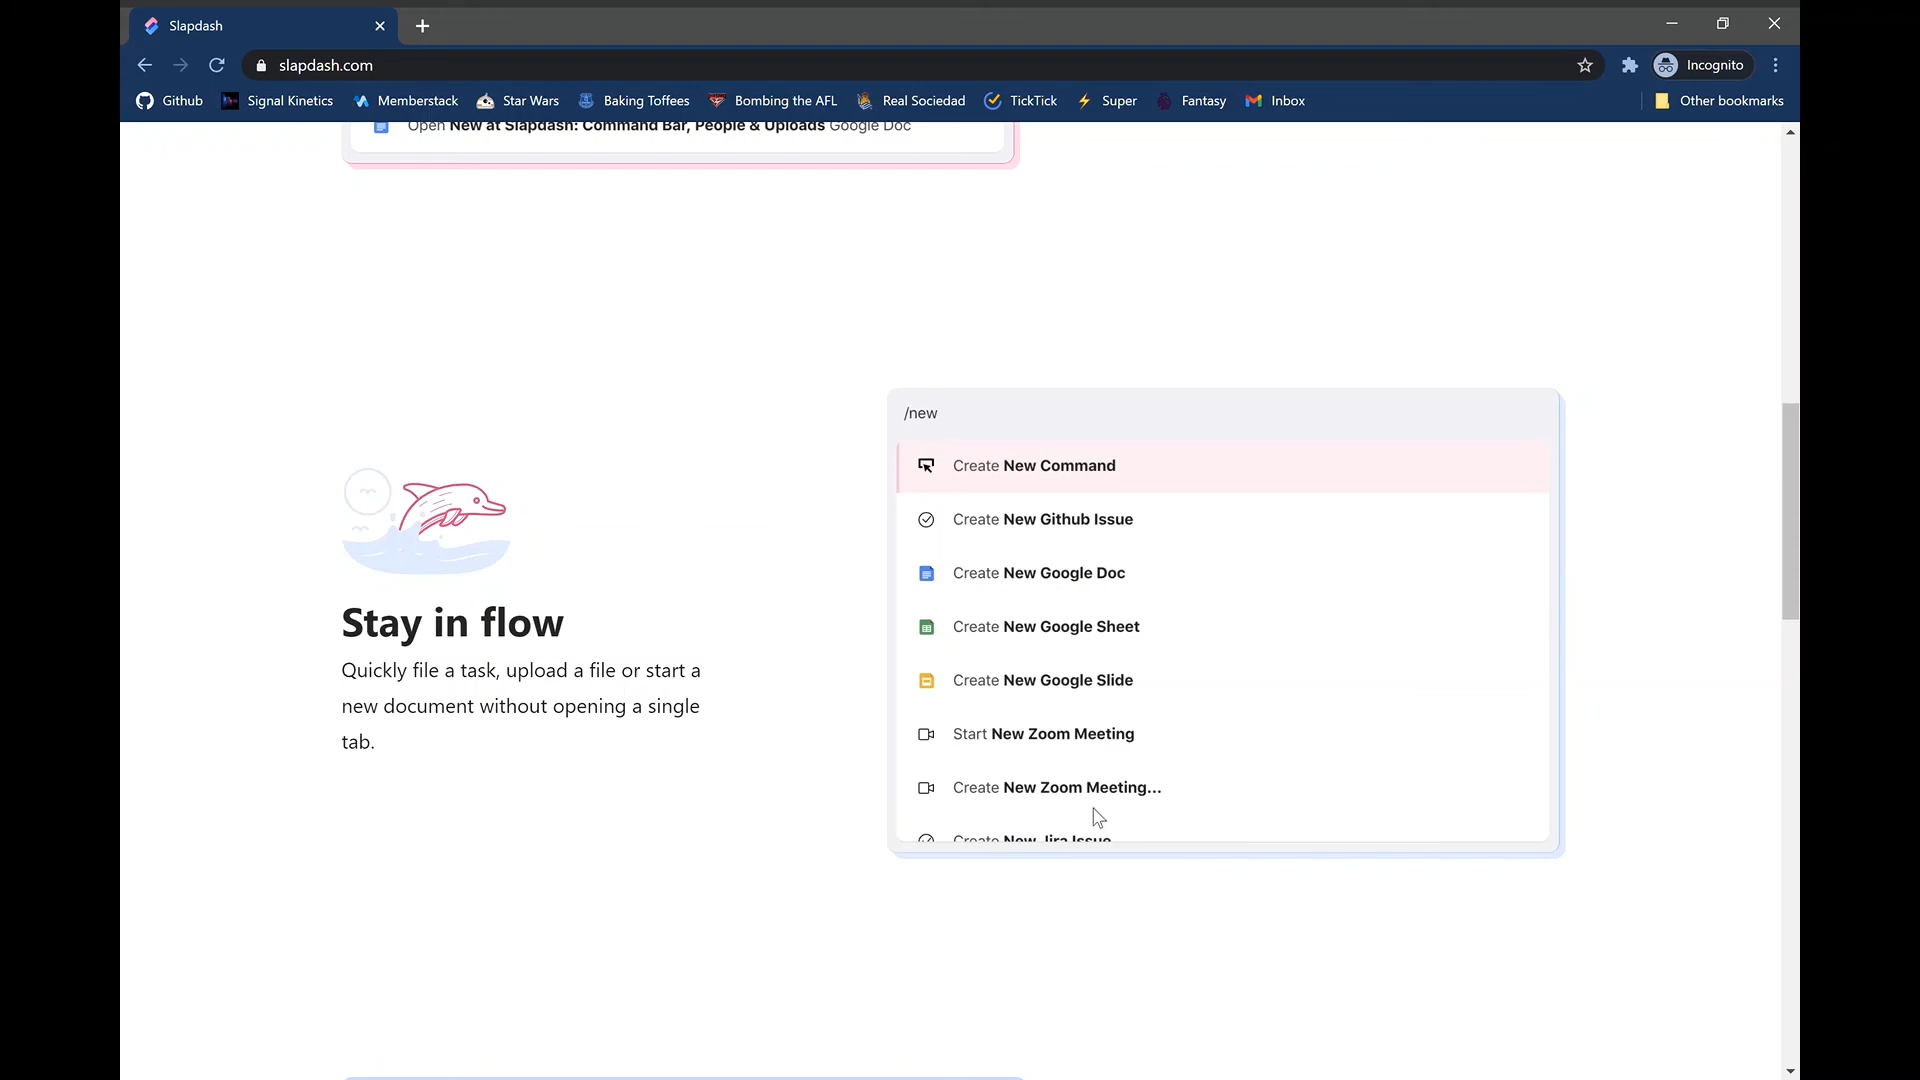 Slapdash
slapdash.com
Incognito
Github Signal Kinetics Memberstack Star Wars Baking Toffees Bombing the AFL Real Sociedad TickTick Super Fantasy Inbox Other bookmarks
Open New at Slapdash: Command Bar, People & Uploads Google Doc
/new
Create New Command
Create New Github Issue
Create New Google Doc
Create New Google Sheet
Create New Google Slide
Start New Zoom Meeting
Create New Zoom Meeting...
Create New Jira Issue
Stay in flow
Quickly file a task, upload a file or start a
new document without opening a single
tab.